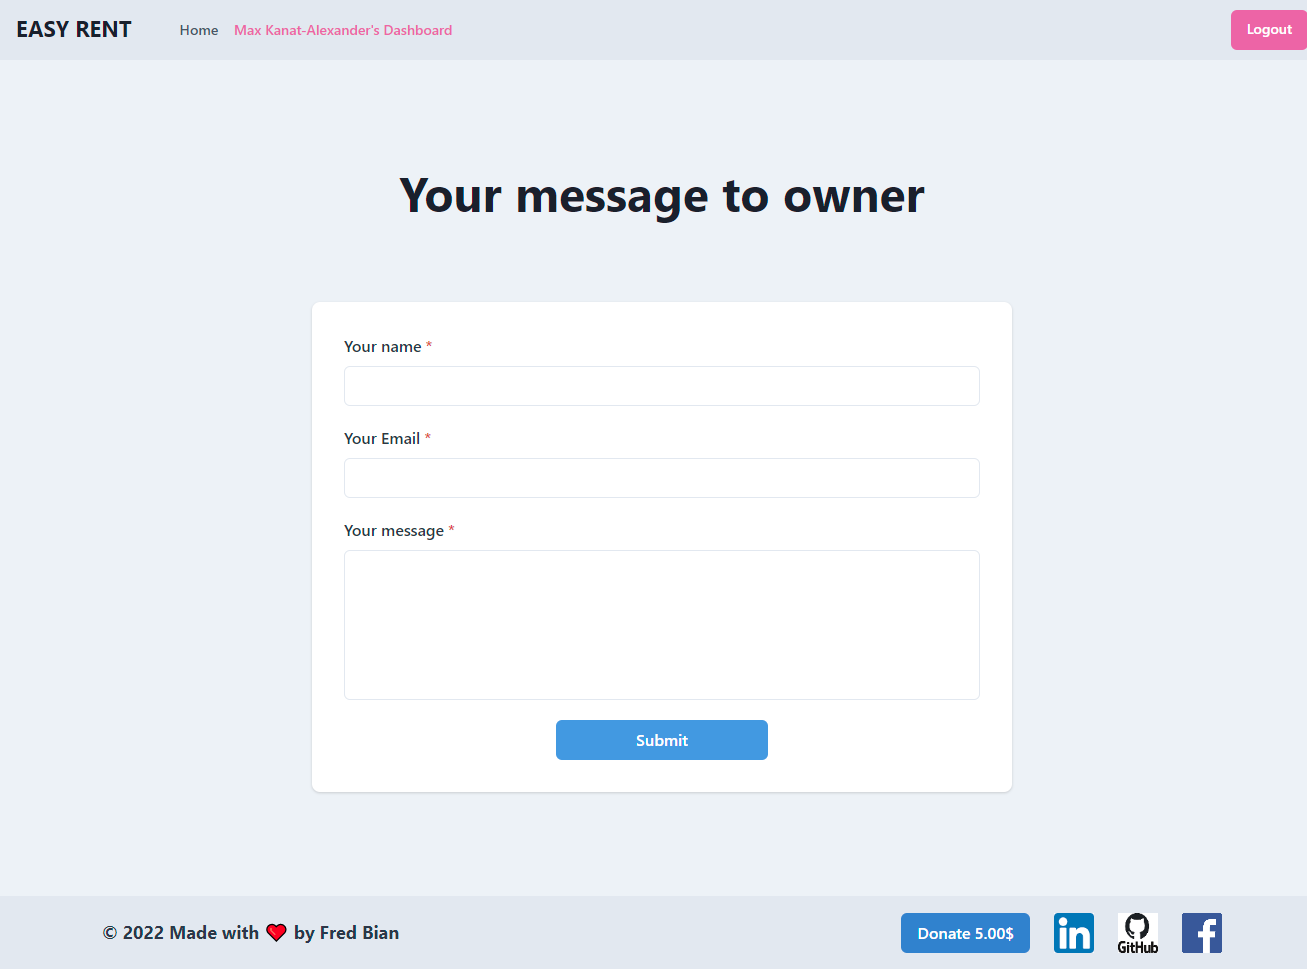 EASY RENT Home Max Kanat-Alexander's Dashboard Logout
Your message to owner
Your name *
Your Email *
Your message *
Submit
© 2022 Made with ❤️ by Fred Bian Donate 5.00$ in GitHub f